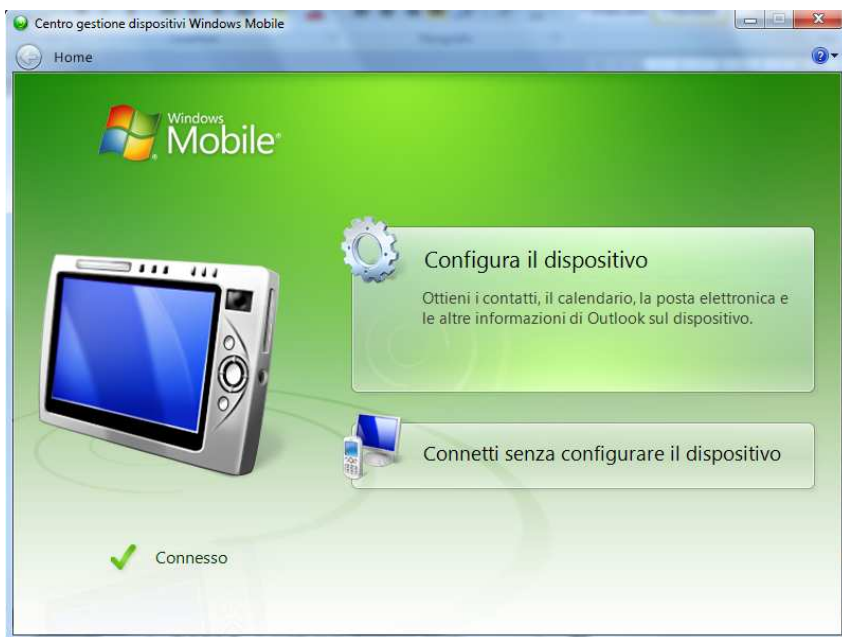 Centro gestione dispositivi Windows Mobile
Home
Windows
Mobile
Configura il dispositivo
Ottieni i contatti, il calendario, la posta elettronica e
le altre informazioni di Outlook sul dispositivo.
Connetti senza configurare il dispositivo
Connesso